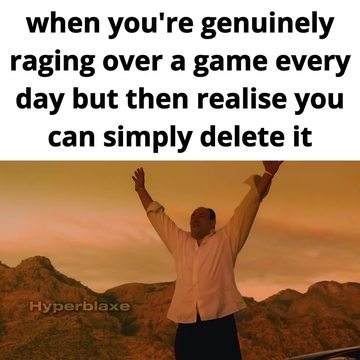 when you're genuinely
raging over a game every
day but then realise you
can simply delete it
Hyperblaxe